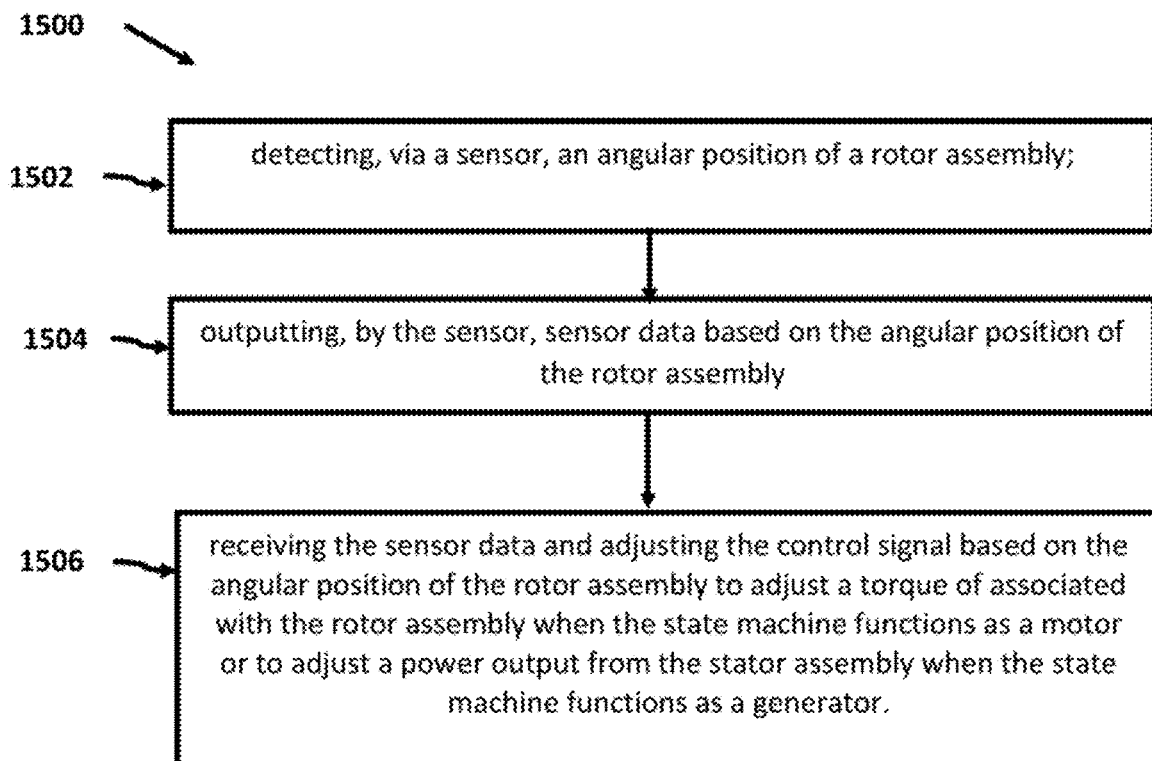 1500
1502
detecting, via a sensor, an angular position of a rotor assembly;
1504
outputting, by the sensor, sensor data based on the angular position of
the rotor assembly
1506
receiving the sensor data and adjusting the control signal based on the
angular position of the rotor assembly to adjust a torque of associated
with the rotor assembly when the state machine functions as a motor
or to adjust a power output from the stator assembly when the state
machine functions as a generator.